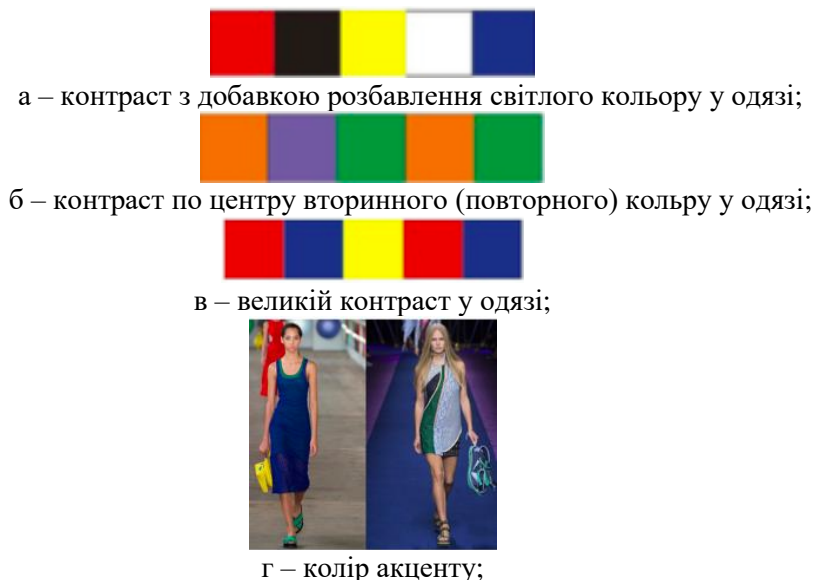 а – контраст з добавкою розбавлення світлого кольору у одязі;
б – контраст по центру вторинного (повторного) кольру у одязі;
в – великій контраст у одязі;
г – колір акценту;